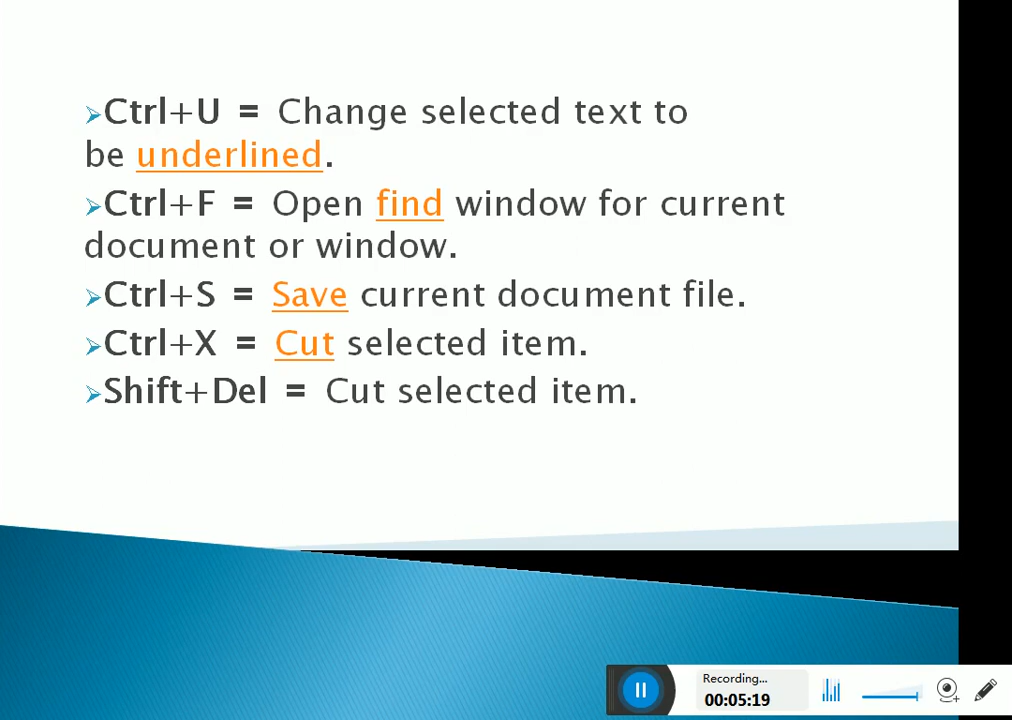 ➢Ctrl+U = Change selected text to
be underlined.
➢Ctrl+F = Open find window for current
document or window.
➢Ctrl+S = Save current document file.
➢Ctrl+X = Cut selected item.
➢Shift+Del = Cut selected item.
Recording...
00:05:19